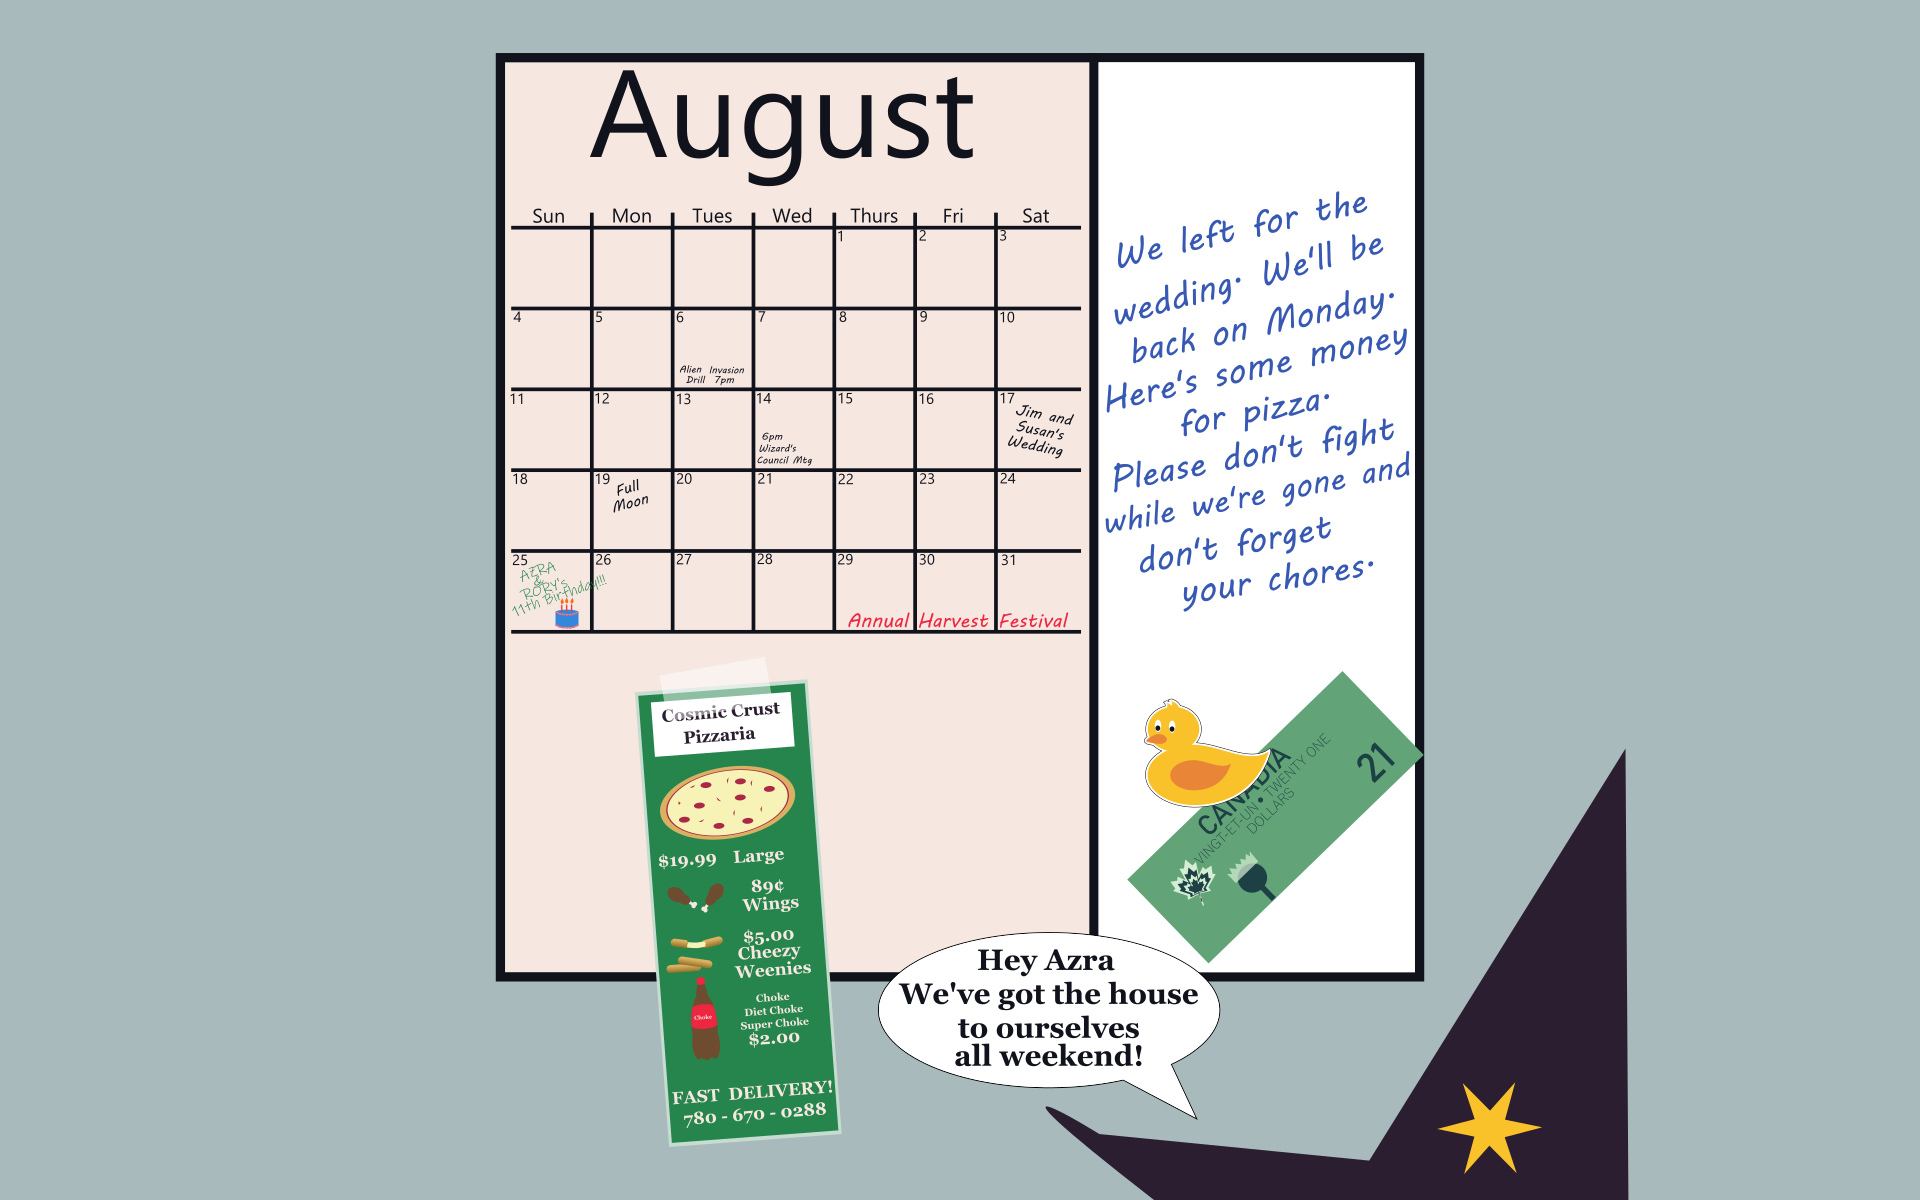 August
Sun Mon Tues Wed Thurs Fri Sat
1 2 3
4 5 6 7 8 9 10
Alien Invasion
Drill 7pm
11 12 13 14 15 16 17
6pm
Wizard's
Council Mtg
Jim and
Susan's
Wedding
18 19 20 21 22 23 24
Full
Moon
25 26 27 28 29 30 31
AZRA
&
RORY's
11th Birthday!!!
Annual Harvest Festival
We left for the
wedding. We'll be
back on Monday.
Here's some money
for pizza.
Please don't fight
while we're gone and
don't forget
your chores.
Cosmic Crust
Pizzaria
$19.99 Large
89¢
Wings
$5.00
Cheezy
Weenies
Choke
Choke
Diet Choke
Super Choke
$2.00
FAST DELIVERY!
780 - 670 - 0288
CANADIA
VINGT-ET-UN • TWENTY ONE
DOLLARS
21
Hey Azra
We've got the house
to ourselves
all weekend!